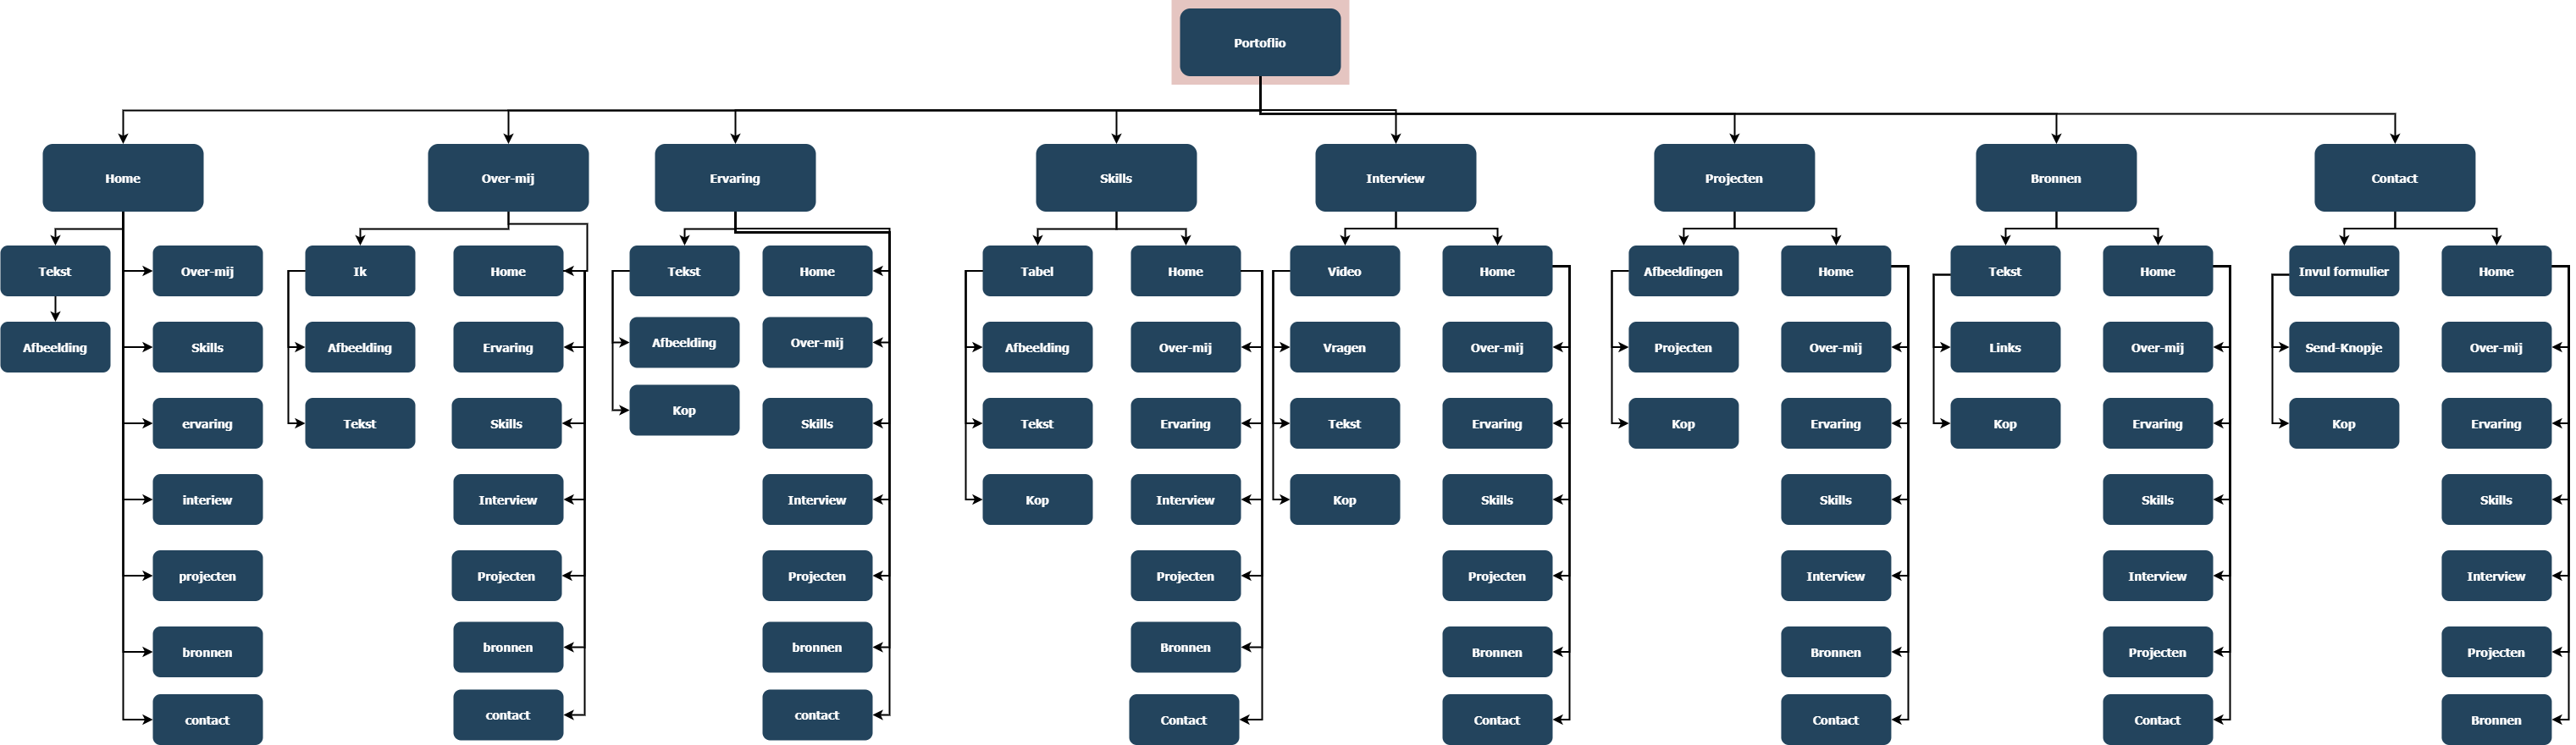 Portoflio
Home
Over-mij
Ervaring
Skills
Interview
Projecten
Bronnen
Contact
Tekst
Afbeelding
Over-mij
Skills
ervaring
interiew
projecten
bronnen
contact
Ik
Afbeelding
Tekst
Home
Ervaring
Skills
Interview
Projecten
bronnen
contact
Tekst
Afbeelding
Kop
Home
Over-mij
Skills
Interview
Projecten
bronnen
contact
Tabel
Afbeelding
Tekst
Kop
Home
Over-mij
Ervaring
Interview
Projecten
Bronnen
Contact
Video
Vragen
Tekst
Kop
Home
Over-mij
Ervaring
Skills
Projecten
Bronnen
Contact
Afbeeldingen
Projecten
Kop
Home
Over-mij
Ervaring
Skills
Interview
Bronnen
Contact
Tekst
Links
Kop
Home
Over-mij
Ervaring
Skills
Interview
Projecten
Contact
Invul formulier
Send-Knopje
Kop
Home
Over-mij
Ervaring
Skills
Interview
Projecten
Bronnen